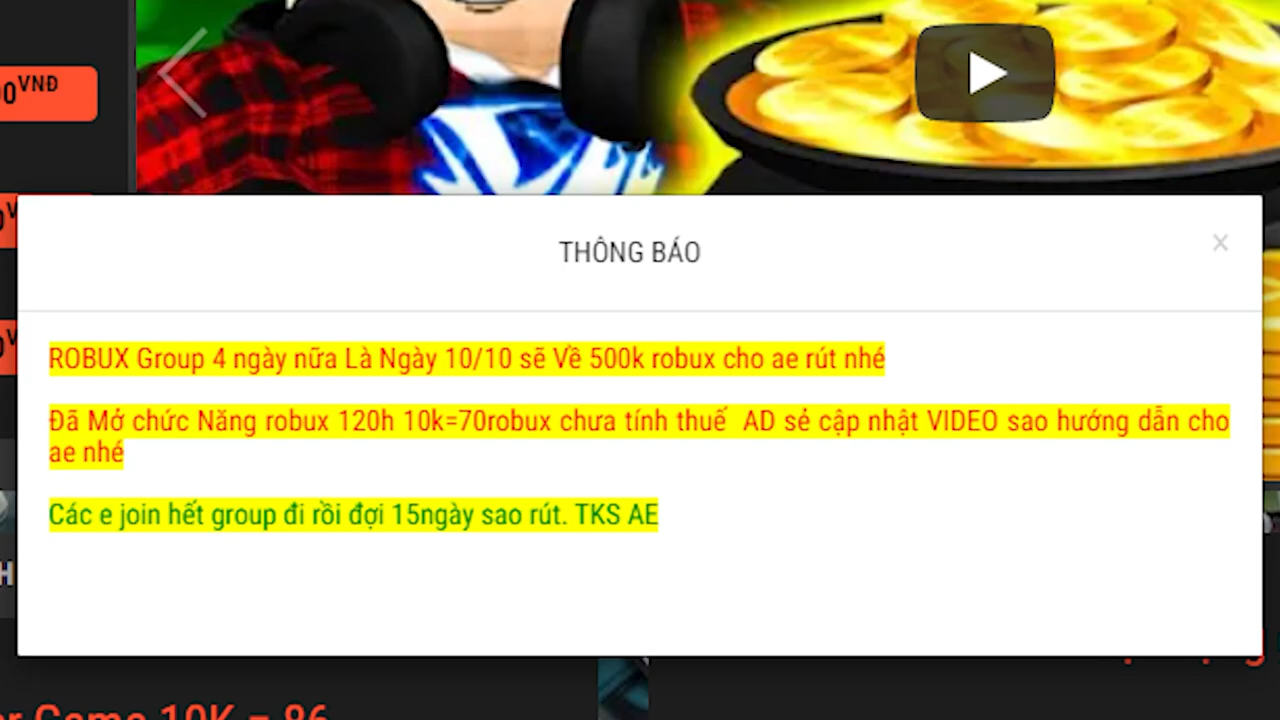 0VNĐ
THÔNG BÁO
×
ROBUX Group 4 ngày nữa Là Ngày 10/10 sẽ Về 500k robux cho ae rút nhé
Đã Mở chức Năng robux 120h 10k=70robux chưa tính thuế AD sẻ cập nhật VIDEO sao hướng dẫn cho
ae nhé
Các e join hết group đi rồi đợi 15ngày sao rút. TKS AE
10K = 86